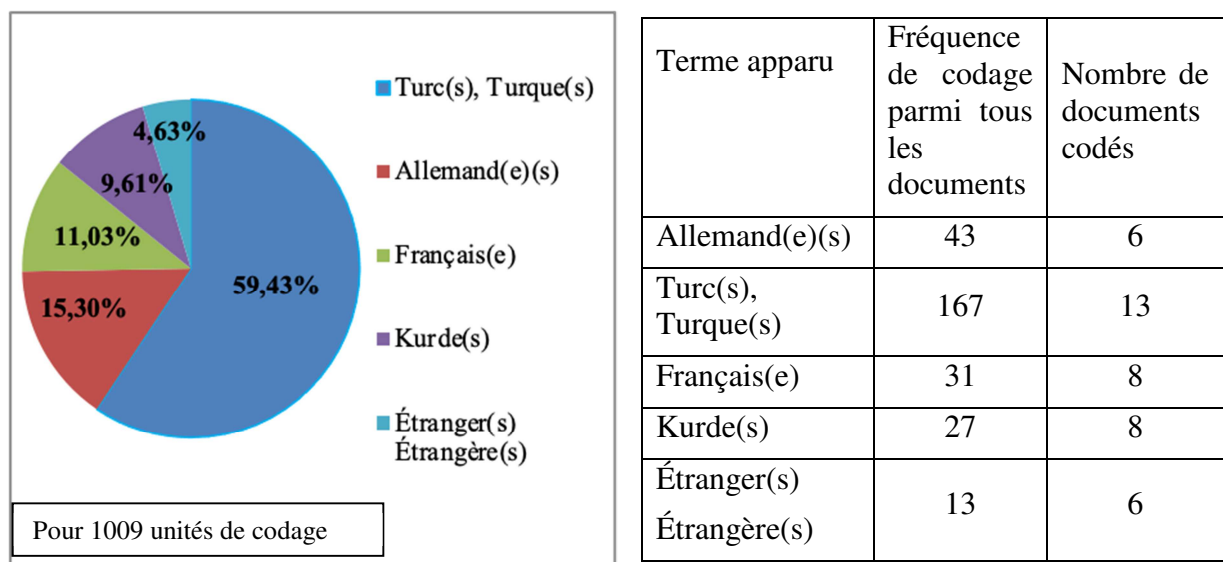 4,63%
9,61%
11,03%
15,30%
59,43%
Turc(s), Turque(s)
Allemand(e)(s)
Français(e)
Kurde(s)
Étranger(s)
Étrangère(s)
Pour 1009 unités de codage
Terme apparu
Fréquence
de codage
parmi tous
les
documents
Nombre de
documents
codés
Allemand(e)(s) 43 6
Turc(s),
Turque(s) 167 13
Français(e) 31 8
Kurde(s) 27 8
Étranger(s)
Étrangère(s) 13 6